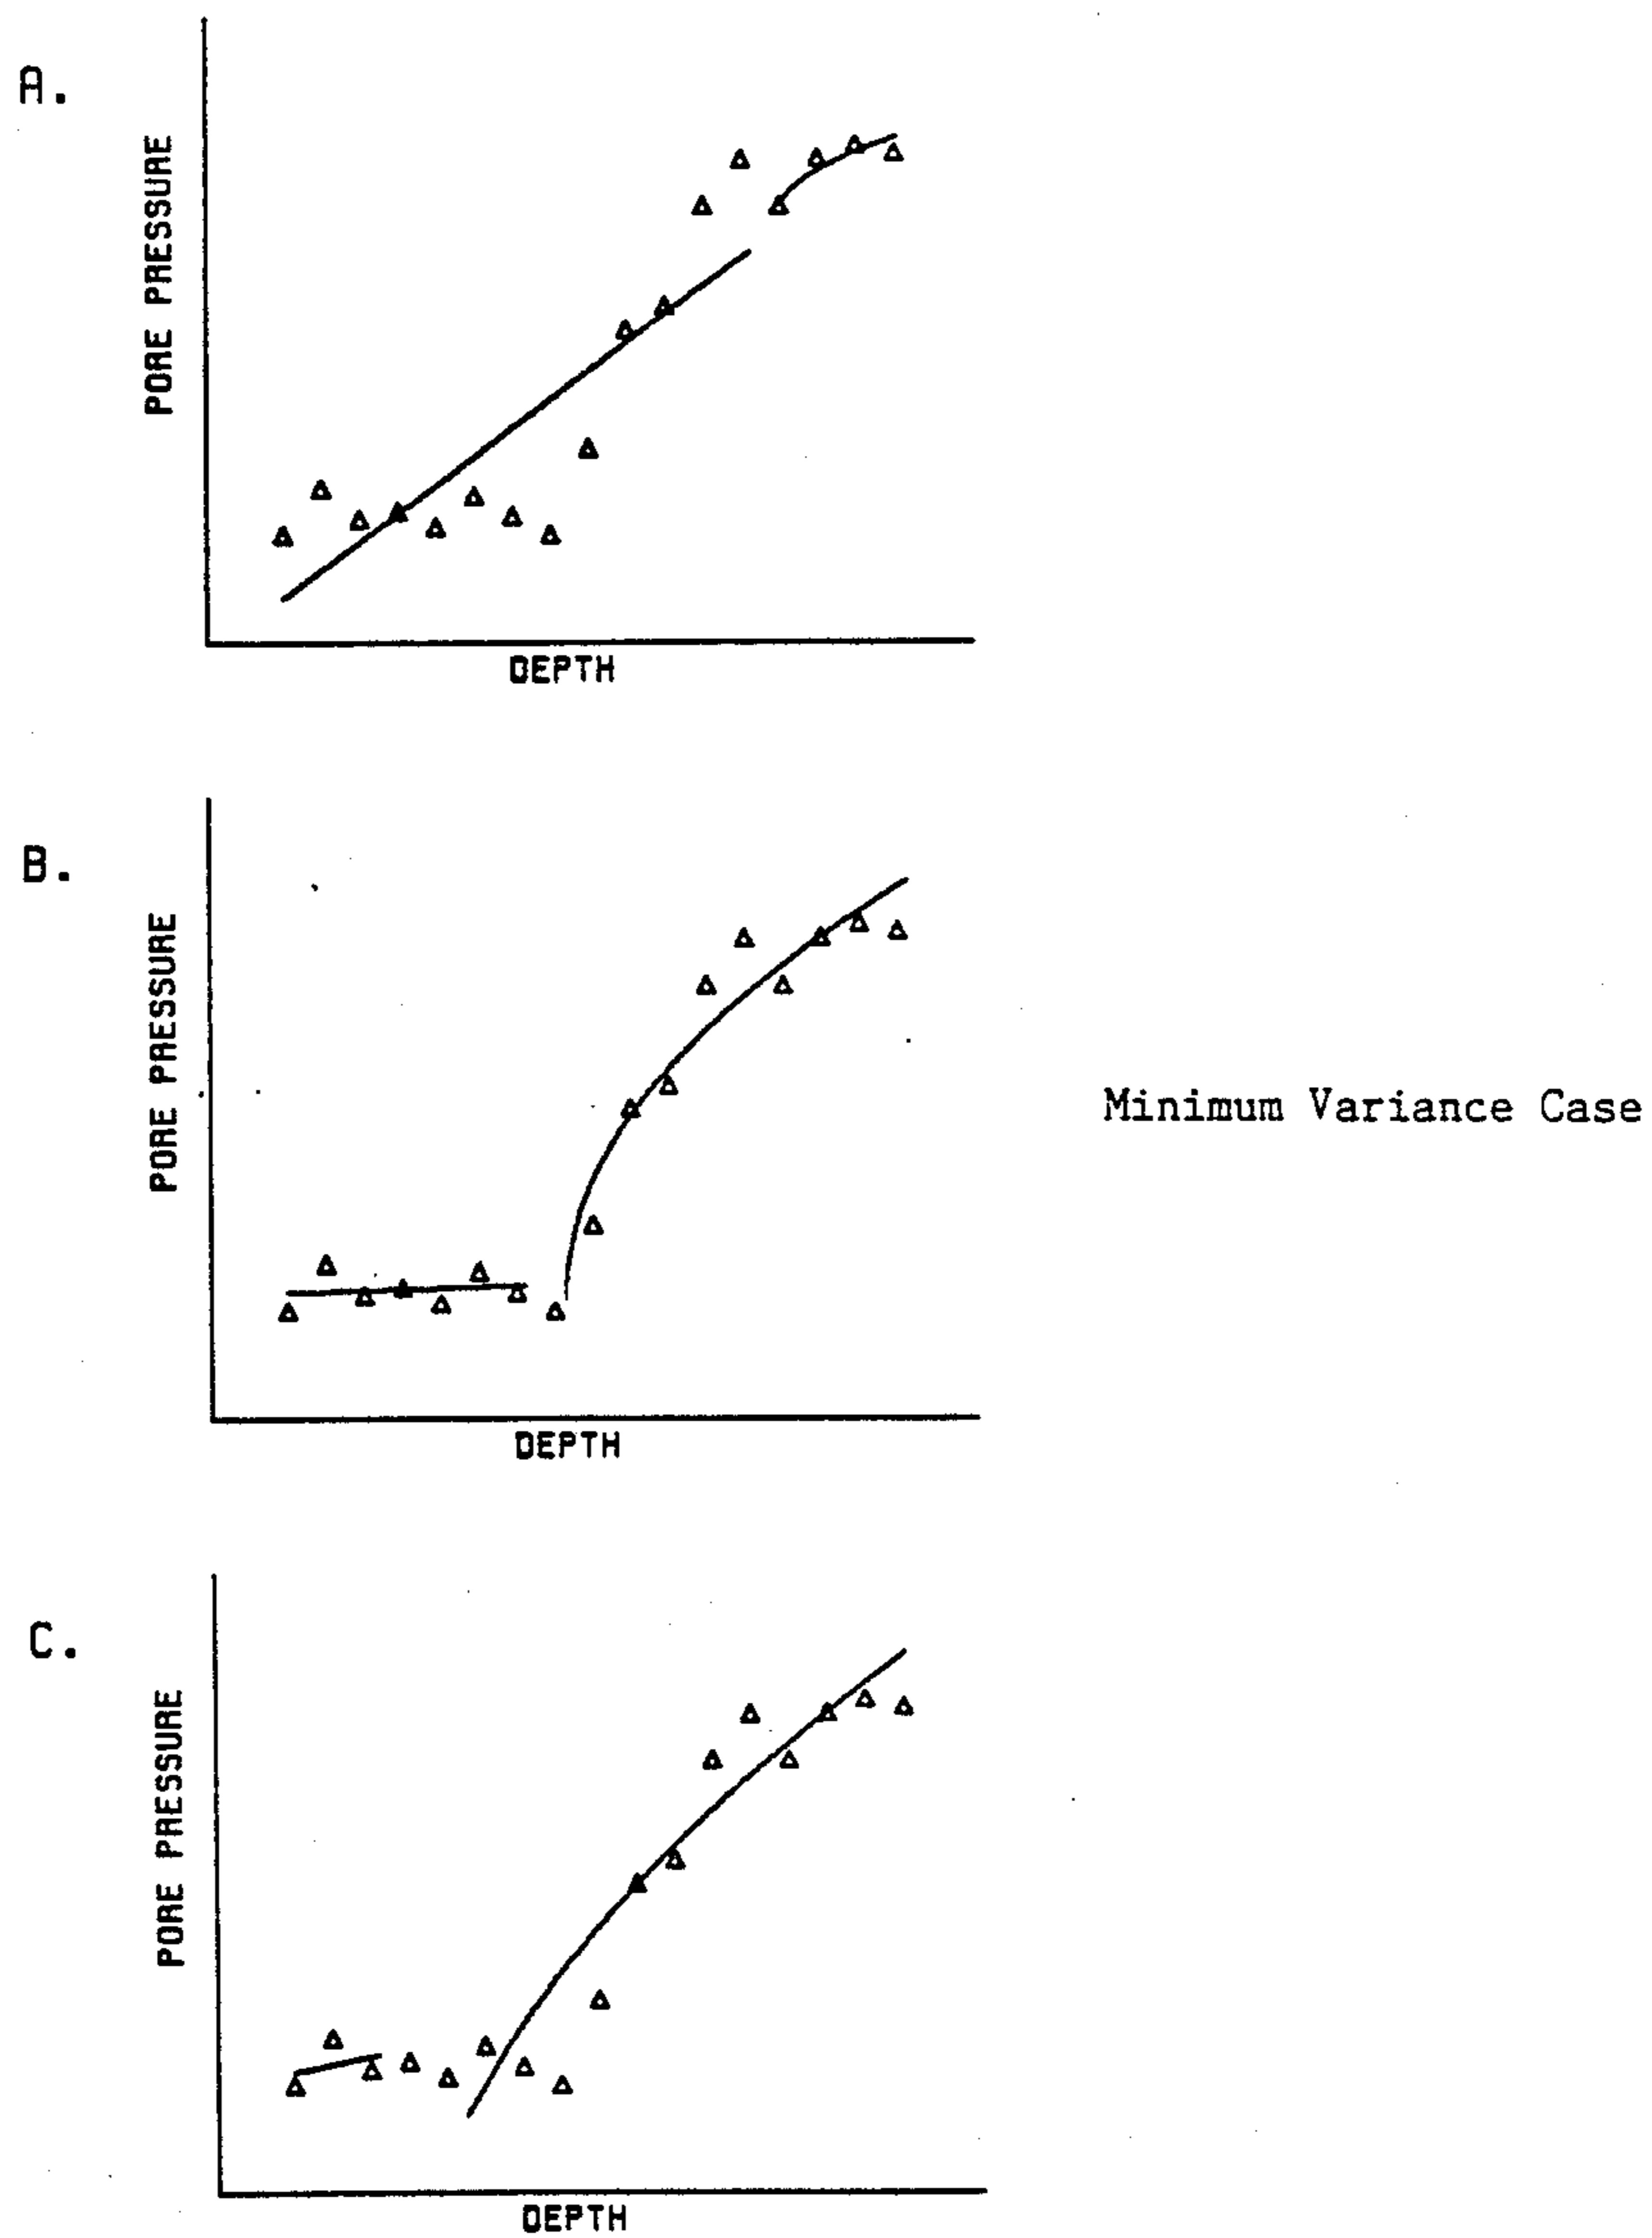 A.
PORE PRESSURE
DEPTH
B.
PORE PRESSURE
Minimum Variance Case
DEPTH
C.
PORE PRESSURE
DEPTH